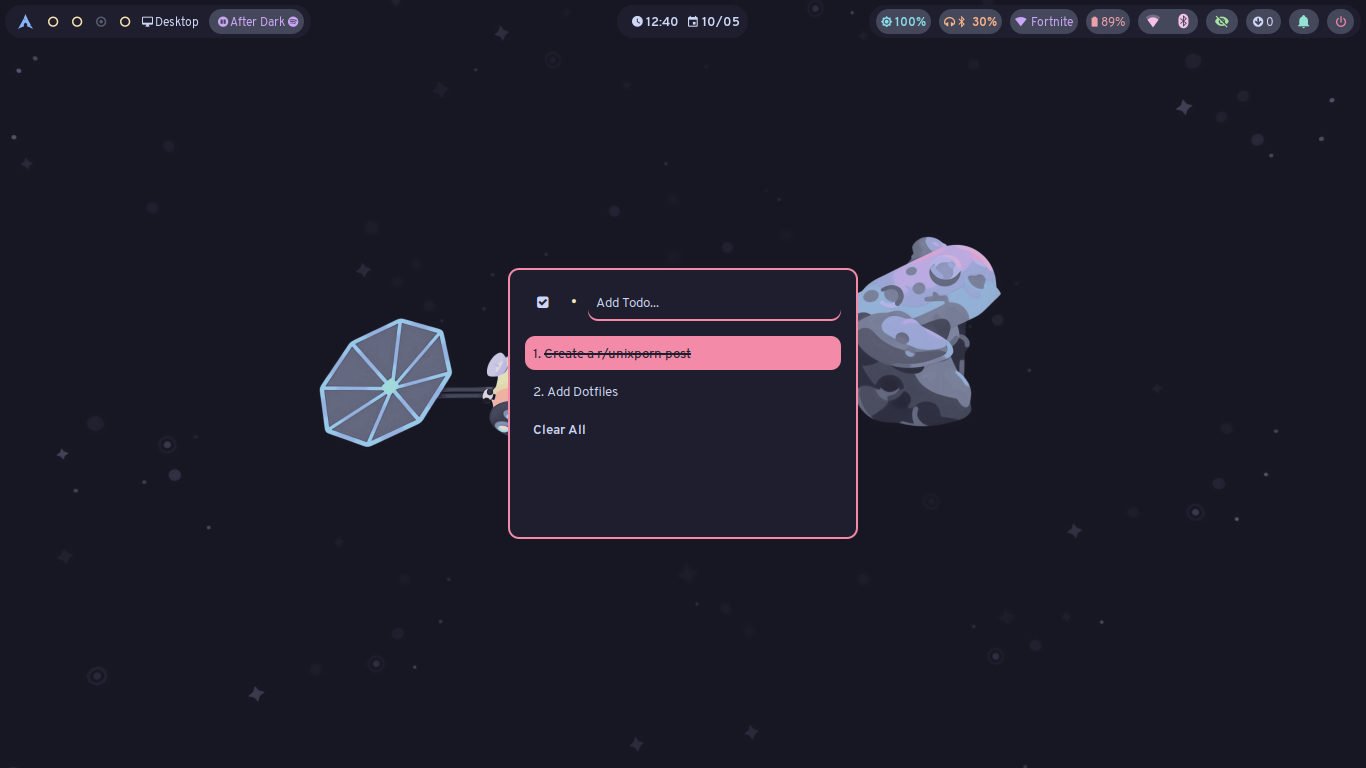 Desktop After Dark 12:40 10/05 100% 30% Fortnite 89% 0
Add Todo...
1. Create a r/unixporn post
2. Add Dotfiles
Clear All